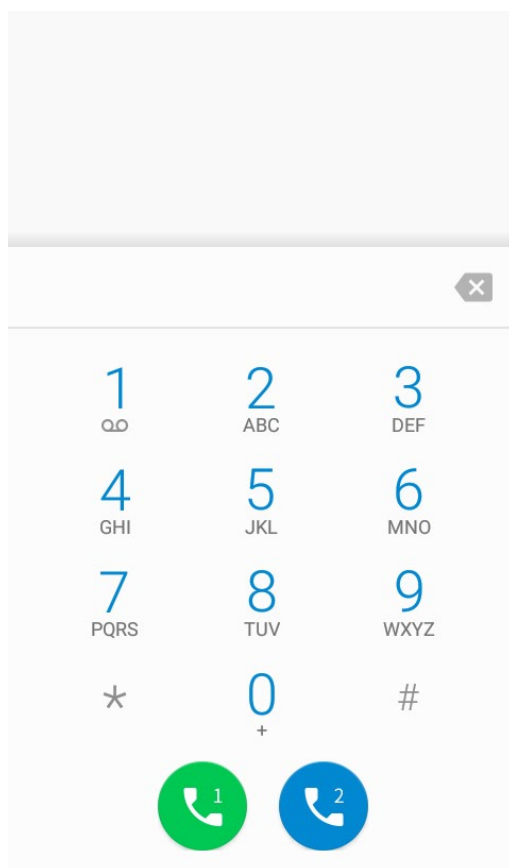 1 2 3
ABC DEF
4 5 6
GHI JKL MNO
7 8 9
PQRS TUV WXYZ
* 0 #
+
1 2